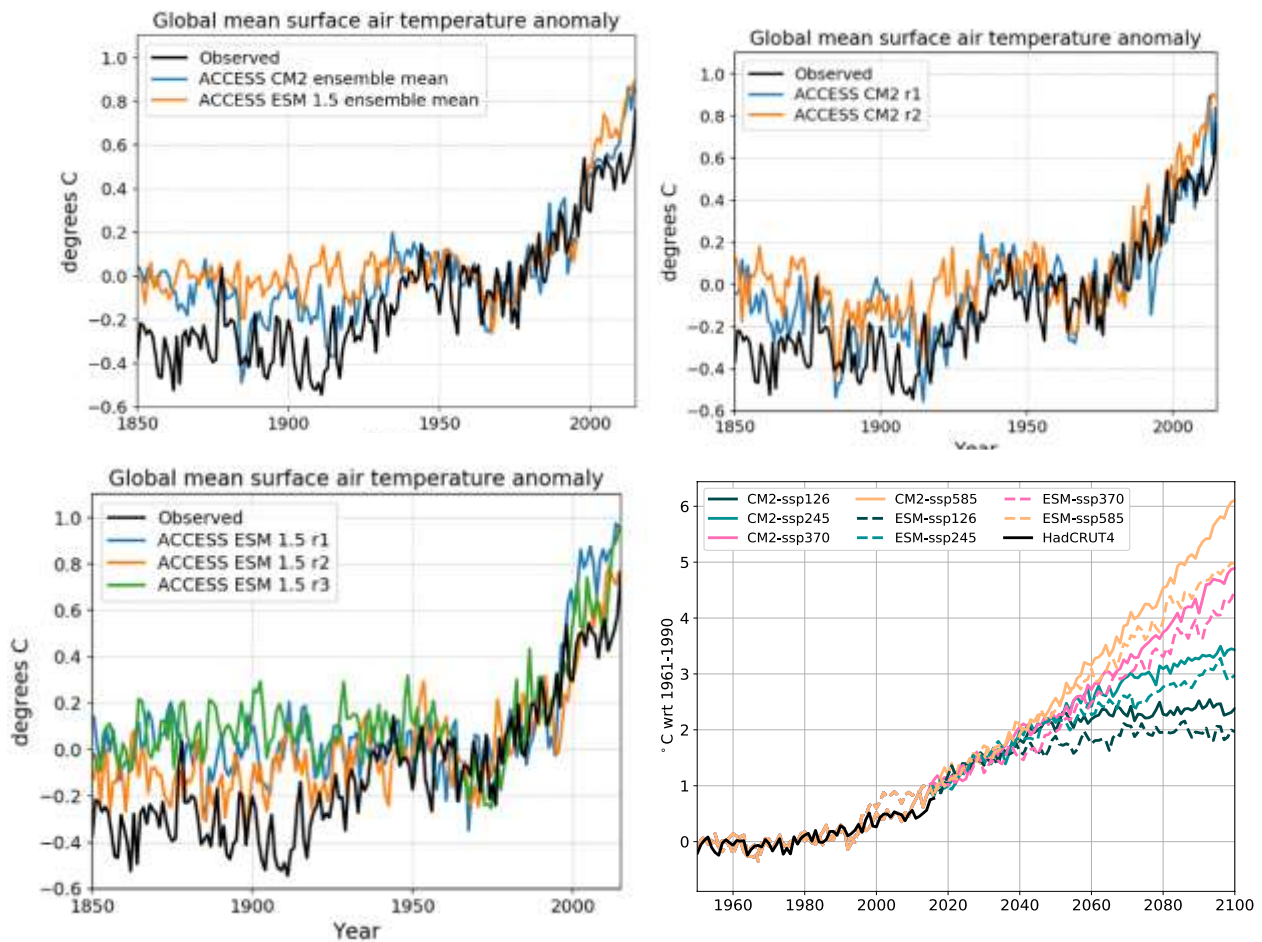 Global mean surface air temperature anomaly
Observed
ACCESS CM2 ensemble mean
ACCESS ESM 1.5 ensemble mean
degrees C
1.0
0.8
0.6
0.4
0.2
0.0
−0.2
−0.4
−0.6
1850
1900
1950
2000
Global mean surface air temperature anomaly
Observed
ACCESS CM2 r1
ACCESS CM2 r2
degrees C
1.0
0.8
0.6
0.4
0.2
0.0
−0.2
−0.4
−0.6
1850
1900
1950
2000
Year
Global mean surface air temperature anomaly
Observed
ACCESS ESM 1.5 r1
ACCESS ESM 1.5 r2
ACCESS ESM 1.5 r3
degrees C
1.0
0.8
0.6
0.4
0.2
0.0
−0.2
−0.4
−0.6
1850
1900
1950
2000
Year
CM2-ssp126
CM2-ssp245
CM2-ssp370
CM2-ssp585
ESM-ssp126
ESM-ssp245
ESM-ssp370
ESM-ssp585
HadCRUT4
°C wrt 1961-1990
6
5
4
3
2
1
0
1960
1980
2000
2020
2040
2060
2080
2100